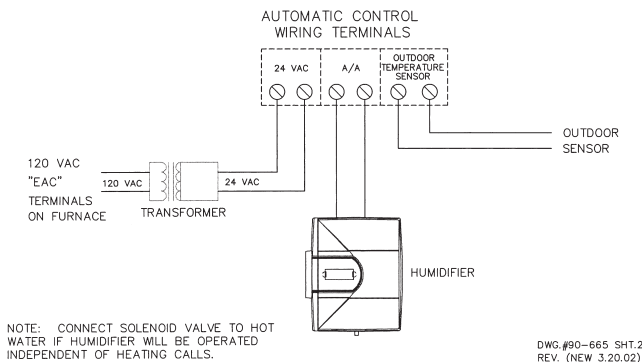 AUTOMATIC CONTROL
WIRING TERMINALS
24 VAC
A/A
OUTDOOR
TEMPERATURE
SENSOR
OUTDOOR
SENSOR
120 VAC
"EAC"
TERMINALS
ON FURNACE
120 VAC
24 VAC
TRANSFORMER
HUMIDIFIER
NOTE: CONNECT SOLENOID VALVE TO HOT
WATER IF HUMIDIFIER WILL BE OPERATED
INDEPENDENT OF HEATING CALLS.
DWG.#90-665 SHT.2
REV. (NEW 3.20.02)